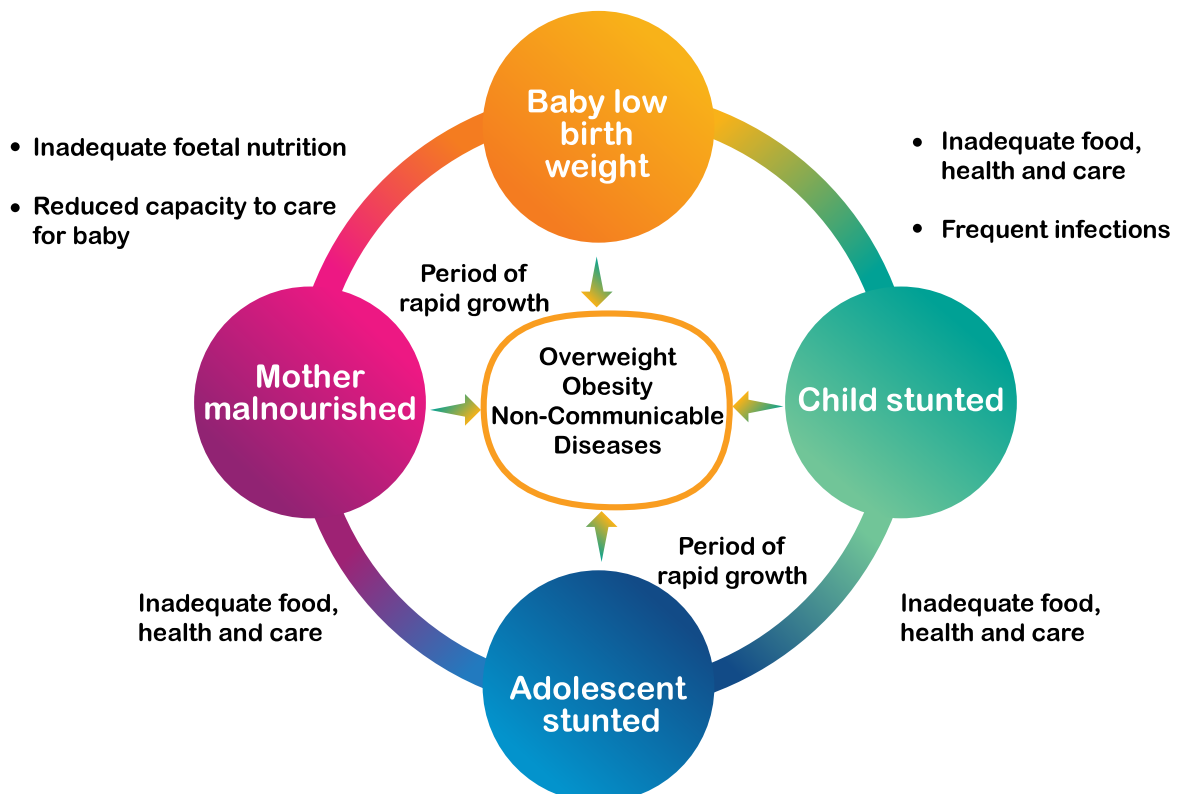 Baby low
birth
weight
• Inadequate foetal nutrition
• Reduced capacity to care
for baby
• Inadequate food,
health and care
• Frequent infections
Period of
rapid growth
Mother
malnourished
Overweight
Obesity
Non-Communicable
Diseases
Child stunted
Period of
rapid growth
Inadequate food,
health and care
Inadequate food,
health and care
Adolescent
stunted